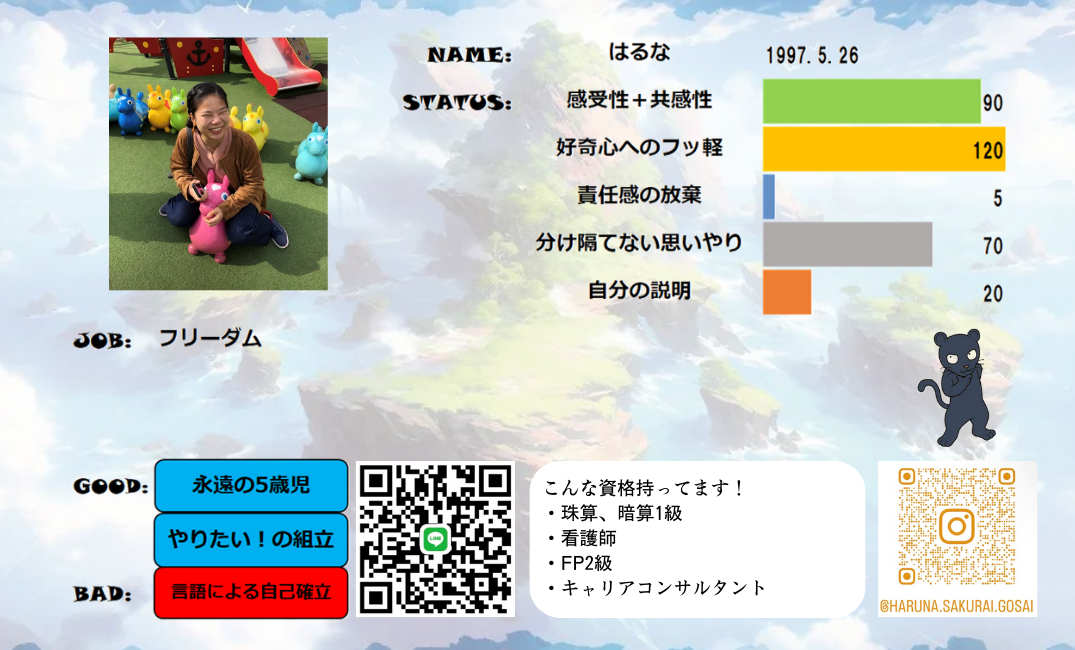 NAME: はるな 1997.5.26
STATUS: 感受性＋共感性 90
好奇心へのフッ軽 120
責任感の放棄 5
分け隔てない思いやり 70
自分の説明 20
JOB: フリーダム
GOOD: 永遠の5歳児
やりたい！の組立
BAD: 言語による自己確立
LINE
こんな資格持ってます！
・珠算、暗算1級
・看護師
・FP2級
・キャリアコンサルタント
@HARUNA.SAKURAI.GOSAI